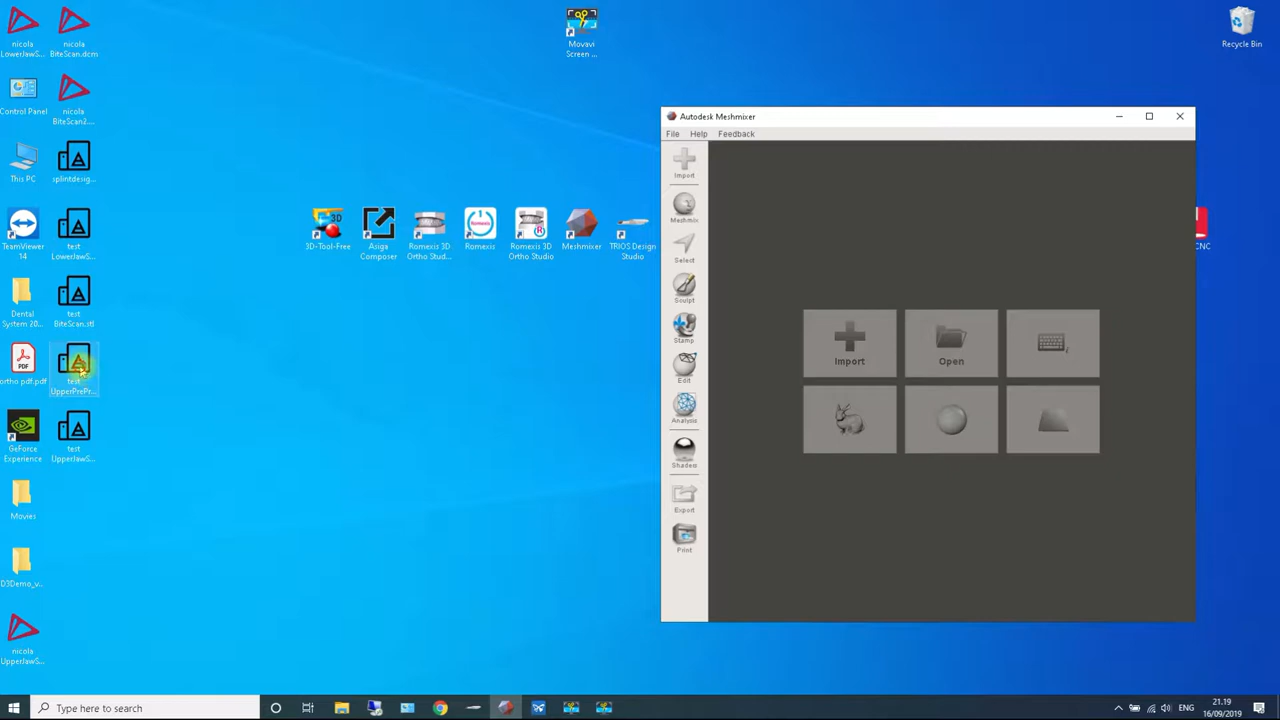 nicola
LowerJawS...
nicola
BiteScan.dcm
Control Panel
nicola
BiteScan2....
This PC
splintdesig...
TeamViewer
14
test
LowerJawS...
Dental
System 20...
test
BiteScan.stl
ortho pdf.pdf
test
UpperPrePr...
GeForce
Experience
test
UpperJawS...
Movies
D3Demo_v...
nicola
UpperJawS...
Movavi
Screen ...
Recycle Bin
3D-Tool-Free
Asiga
Composer
Romexis 3D
Ortho Stud...
Romexis
Romexis 3D
Ortho Studio
Meshmixer
TRIOS Design
Studio
CNC
Autodesk Meshmixer
File Help Feedback
Import
Meshmix
Select
Sculpt
Stamp
Edit
Analysis
Shaders
Export
Print
Import
Open
Type here to search
ENG
21.19
16/09/2019